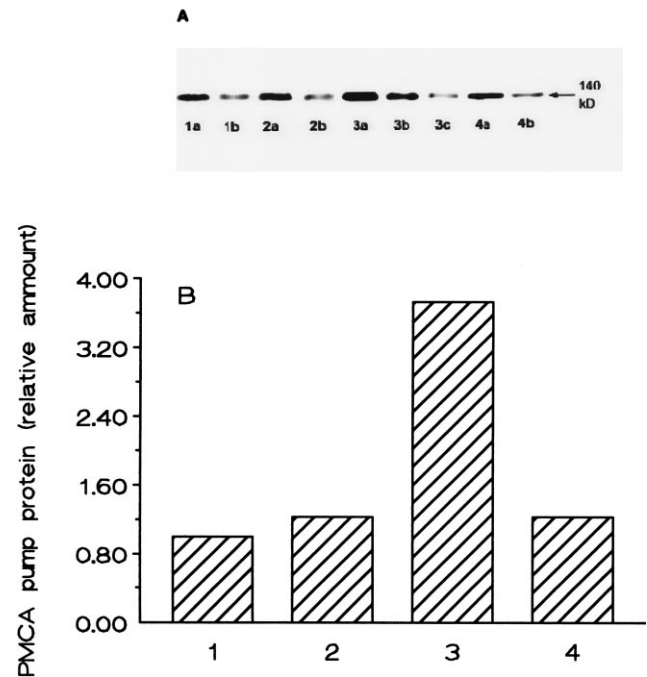 A
140
kD
1a 1b 2a 2b 3a 3b 3c 4a 4b
PMCA pump protein (relative ammount)
B
4.00
3.20
2.40
1.60
0.80
0.00
1 2 3 4